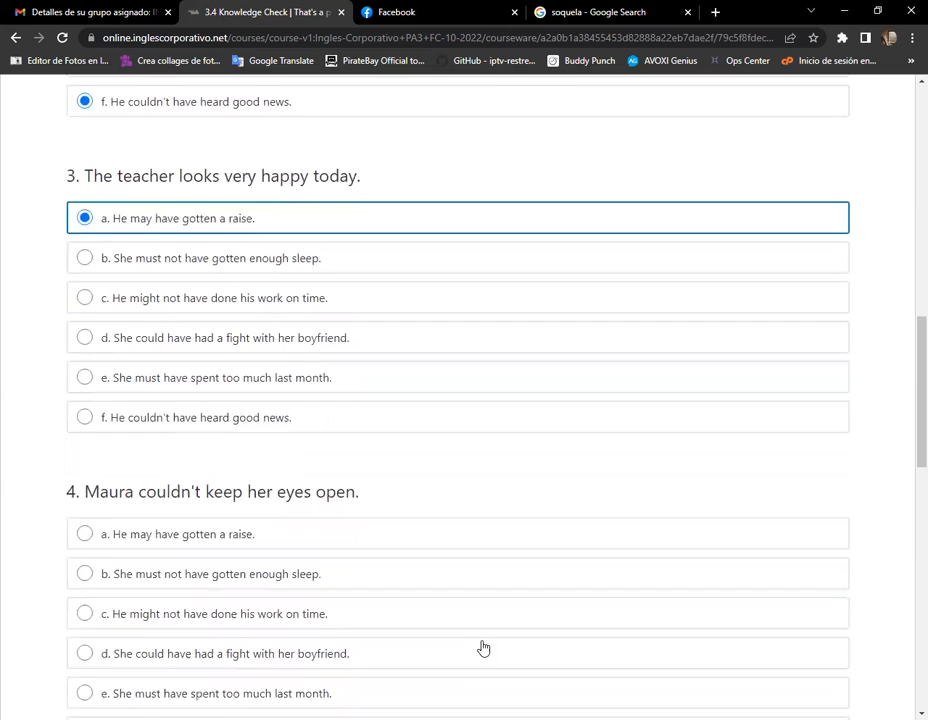 Detalles de su grupo asignado: IN
3.4 Knowledge Check | That's a p
Facebook
soquela - Google Search
online.inglescorporativo.net/courses/course-v1:Ingles-Corporativo+PA3+FC-10-2022/courseware/a2a0b1a38455453d82888a22eb7dae2f/79c5f8fdec...
Editor de Fotos en l...
Crea collages de fot...
Google Translate
PirateBay Official to...
GitHub - iptv-restre...
Buddy Punch
AVOXI Genius
Ops Center
Inicio de sesión en...
»
f. He couldn't have heard good news.
3. The teacher looks very happy today.
a. He may have gotten a raise.
b. She must not have gotten enough sleep.
c. He might not have done his work on time.
d. She could have had a fight with her boyfriend.
e. She must have spent too much last month.
f. He couldn't have heard good news.
4. Maura couldn't keep her eyes open.
a. He may have gotten a raise.
b. She must not have gotten enough sleep.
c. He might not have done his work on time.
d. She could have had a fight with her boyfriend.
e. She must have spent too much last month.